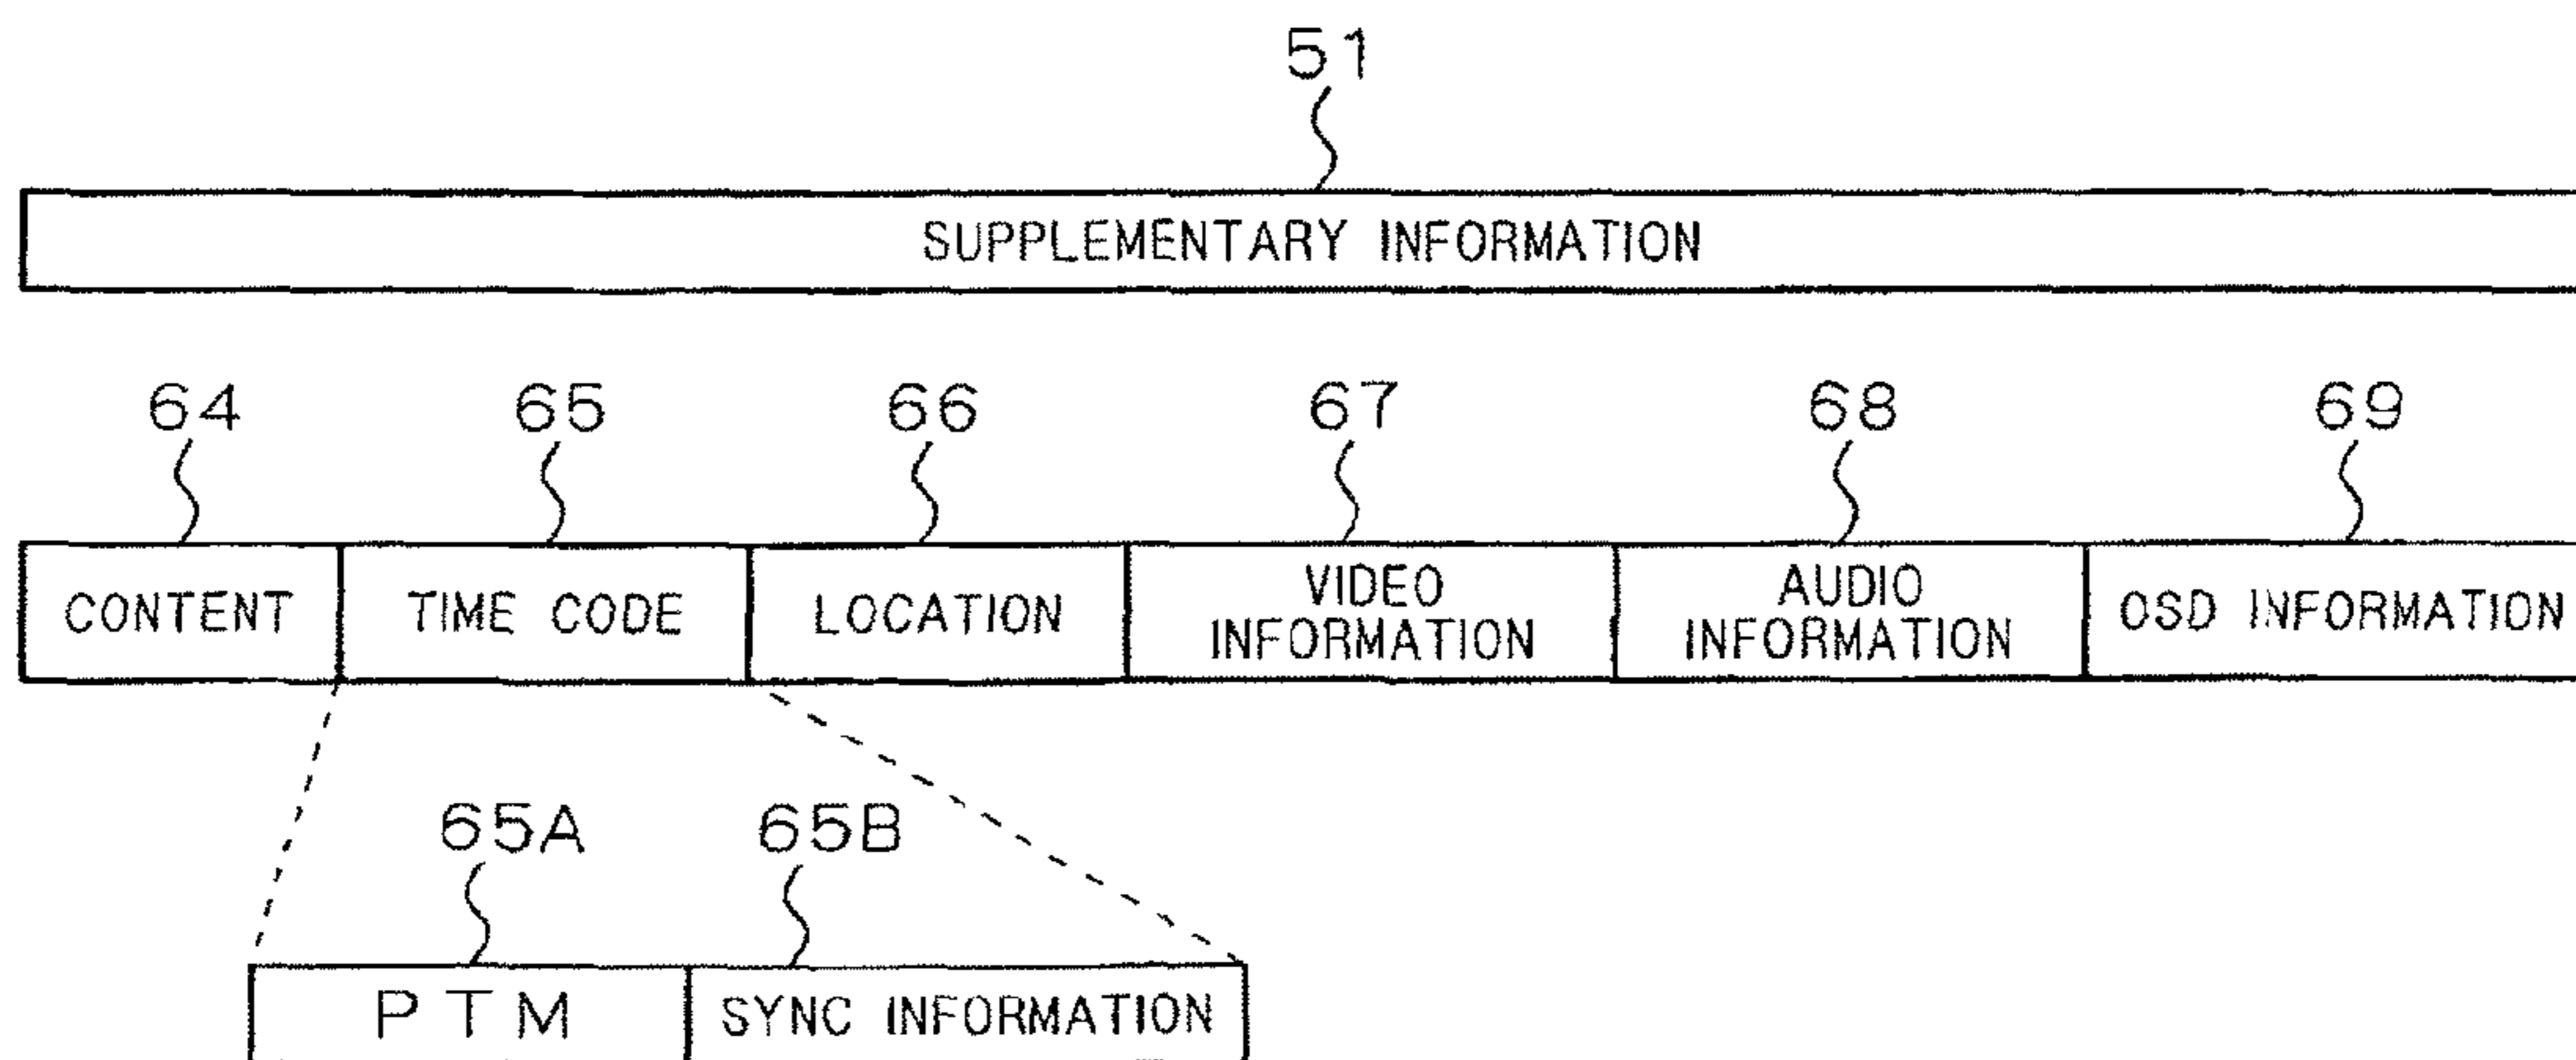 51
SUPPLEMENTARY INFORMATION
64 65 66 67 68 69
CONTENT
TIME CODE
LOCATION
VIDEO
INFORMATION
AUDIO
INFORMATION
OSD INFORMATION
65A 65B
PTM
SYNC INFORMATION